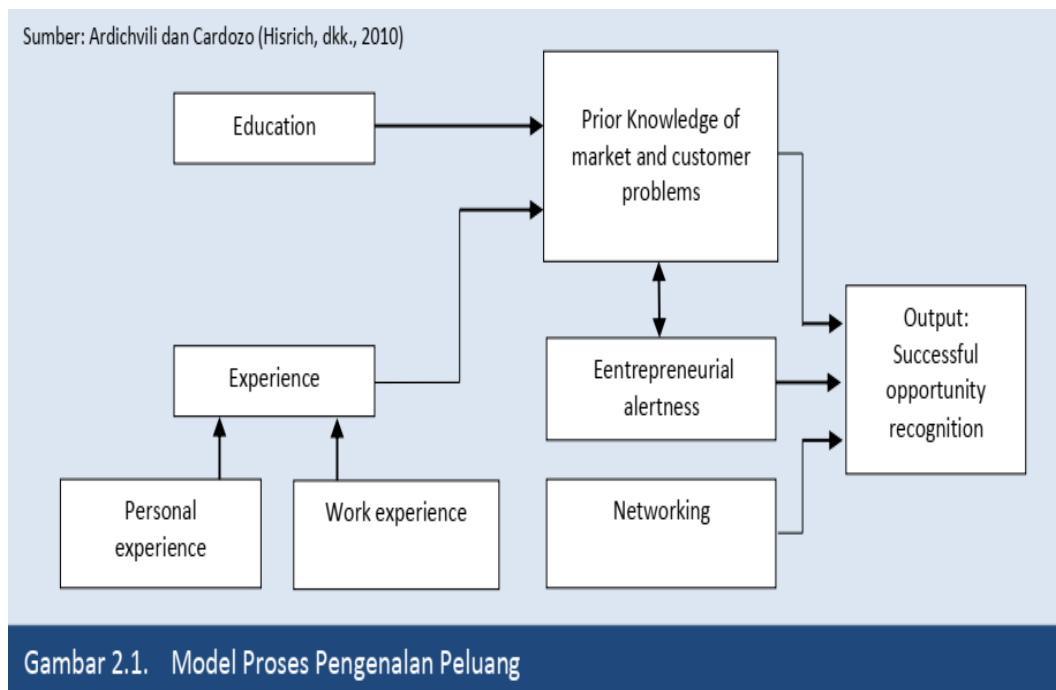 Sumber: Ardichvili dan Cardozo (Hisrich, dkk., 2010)
Education
Prior Knowledge of
market and customer
problems
Experience
Eentrepreneurial
alertness
Output:
Successful
opportunity
recognition
Personal
experience
Work experience
Networking
Gambar 2.1. Model Proses Pengenalan Peluang